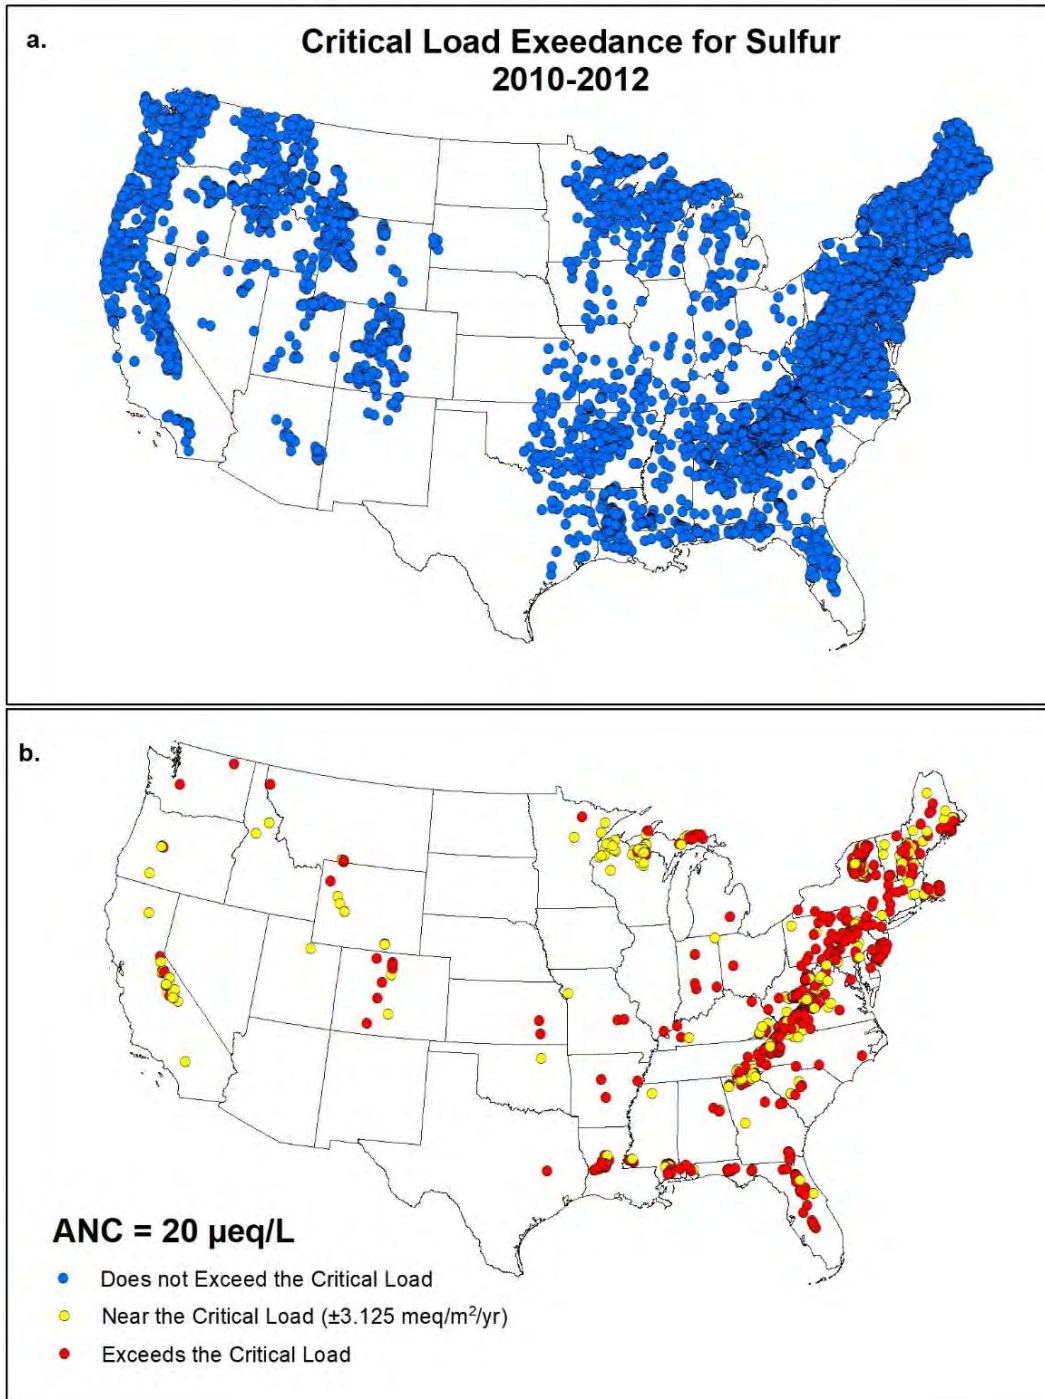 a.
Critical Load Exeedance for Sulfur
2010-2012
b.
ANC = 20 µeq/L
Does not Exceed the Critical Load
Near the Critical Load (±3.125 meq/m²/yr)
Exceeds the Critical Load